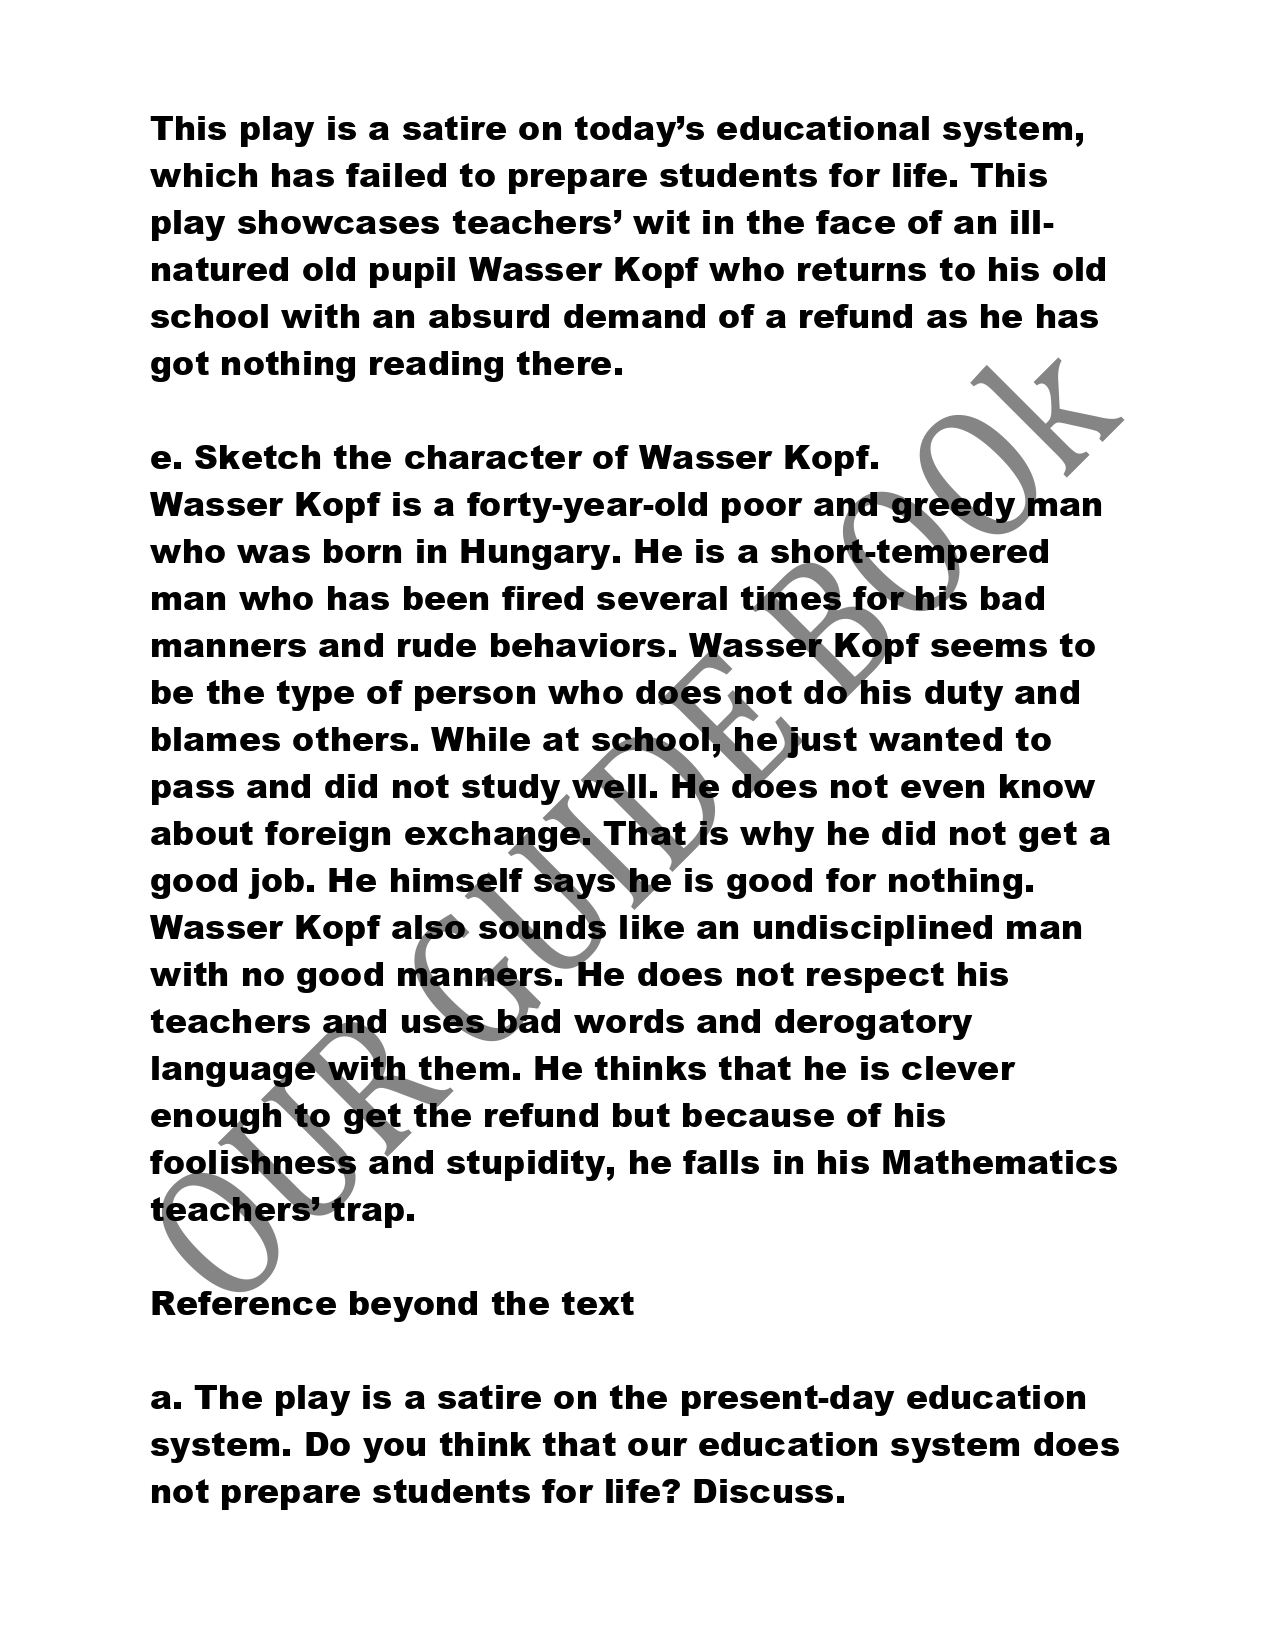 This play is a satire on today’s educational system,
which has failed to prepare students for life. This
play showcases teachers’ wit in the face of an ill-
natured old pupil Wasser Kopf who returns to his old
school with an absurd demand of a refund as he has
got nothing reading there.
e. Sketch the character of Wasser Kopf.
Wasser Kopf is a forty-year-old poor and greedy man
who was born in Hungary. He is a short-tempered
man who has been fired several times for his bad
manners and rude behaviors. Wasser Kopf seems to
be the type of person who does not do his duty and
blames others. While at school, he just wanted to
pass and did not study well. He does not even know
about foreign exchange. That is why he did not get a
good job. He himself says he is good for nothing.
Wasser Kopf also sounds like an undisciplined man
with no good manners. He does not respect his
teachers and uses bad words and derogatory
language with them. He thinks that he is clever
enough to get the refund but because of his
foolishness and stupidity, he falls in his Mathematics
teachers’ trap.
Reference beyond the text
a. The play is a satire on the present-day education
system. Do you think that our education system does
not prepare students for life? Discuss.
OUR GUIDE BOOk